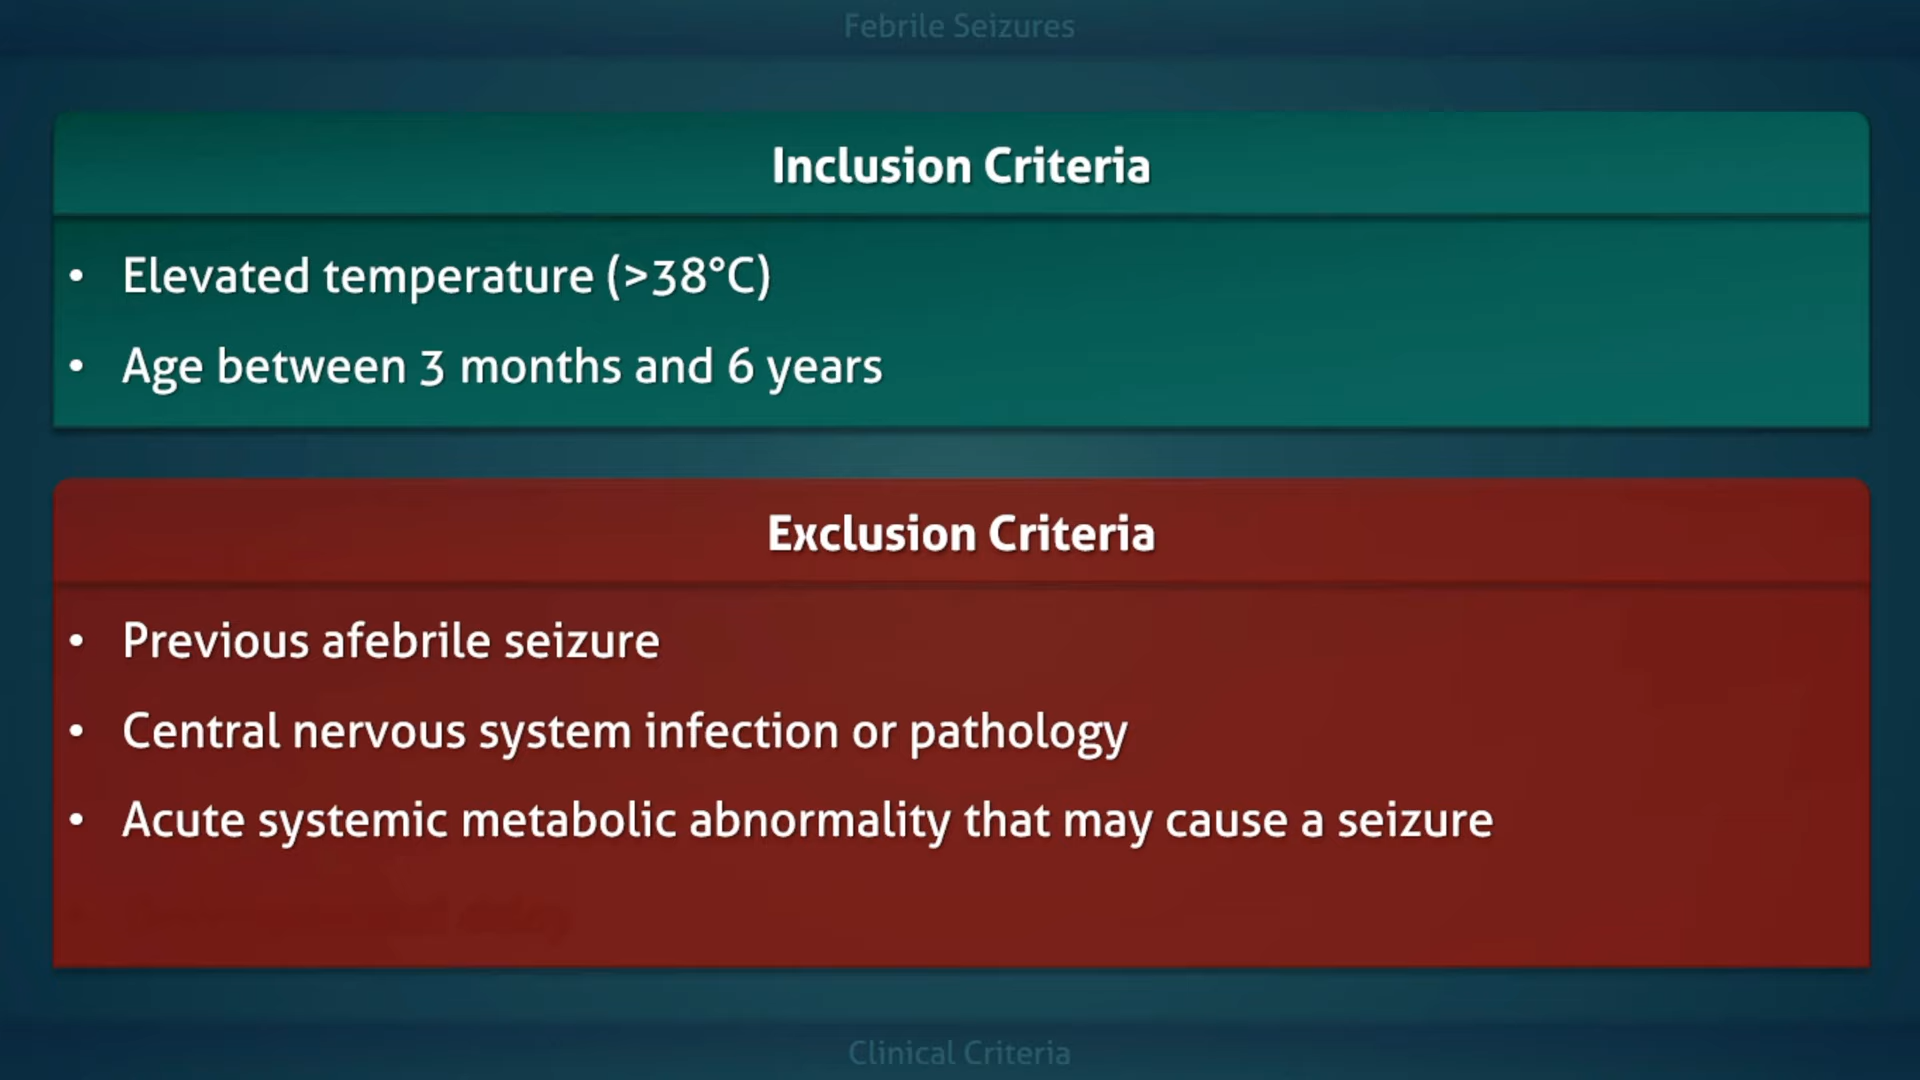 Febrile Seizures
Inclusion Criteria
• Elevated temperature (>38°C)
• Age between 3 months and 6 years
Exclusion Criteria
• Previous afebrile seizure
• Central nervous system infection or pathology
• Acute systemic metabolic abnormality that may cause a seizure
Clinical Criteria